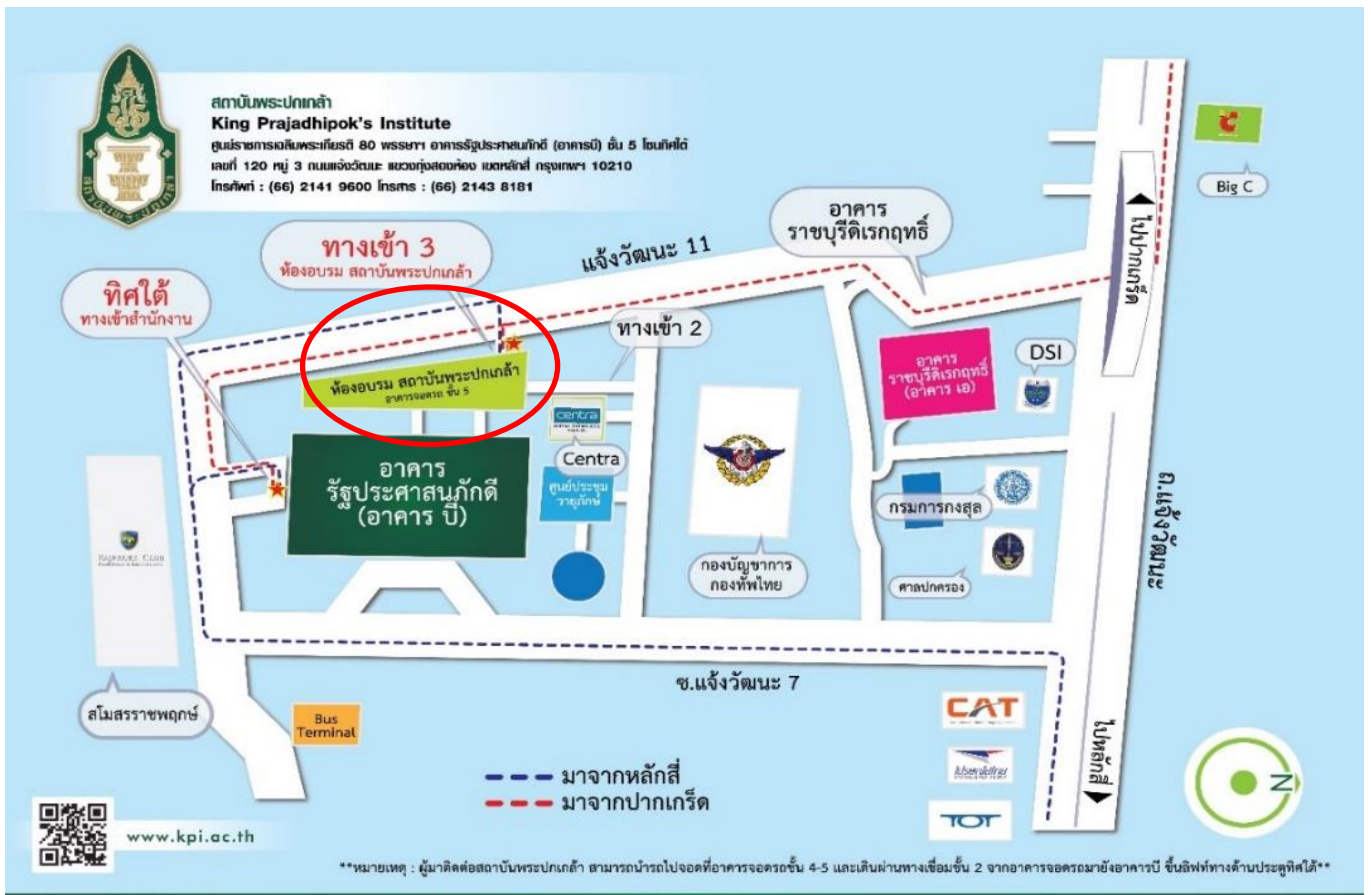 สถาบันพระปกเกล้า
King Prajadhipok's Institute
ศูนย์ราชการเฉลิมพระเกียรติ 80 พรรษาฯ อาคารรัฐประศาสนภักดี (อาคารบี) ชั้น 5 โซนทิศใต้
เลขที่ 120 หมู่ 3 ถนนแจ้งวัฒนะ แขวงทุ่งสองห้อง เขตหลักสี่ กรุงเทพฯ 10210
โทรศัพท์ : (66) 2141 9600 โทรสาร : (66) 2143 8181
สถาบันพระปกเกล้า
Big C
ไปปากเกร็ด
อาคาร
ราชบุรีดิเรกฤทธิ์
แจ้งวัฒนะ 11
ทางเข้า 3
ห้องอบรม สถาบันพระปกเกล้า
ทิศใต้
ทางเข้าสำนักงาน
ทางเข้า 2
ห้องอบรม สถาบันพระปกเกล้า
อาคารจอดรถ ชั้น 5
อาคาร
ราชบุรีดิเรกฤทธิ์
(อาคาร เอ)
DSI
centra
Centra
อาคาร
รัฐประศาสนภักดี
(อาคาร บี)
ศูนย์ประชุม
วายุภักษ์
กรมการกงสุล
ถ.แจ้งวัฒนะ
กองบัญชาการ
กองทัพไทย
ศาลปกครอง
RAJPRUEK CLUB
ซ.แจ้งวัฒนะ 7
สโมสรราชพฤกษ์
Bus
Terminal
CAT
ไปรษณีย์ไทย
TOT
ไปหลักสี่
N
มาจากหลักสี่
มาจากปากเกร็ด
www.kpi.ac.th
**หมายเหตุ : ผู้มาติดต่อสถาบันพระปกเกล้า สามารถนำรถไปจอดที่อาคารจอดรถชั้น 4-5 และเดินผ่านทางเชื่อมชั้น 2 จากอาคารจอดรถมายังอาคารบี ขึ้นลิฟท์ทางด้านประตูทิศใต้**